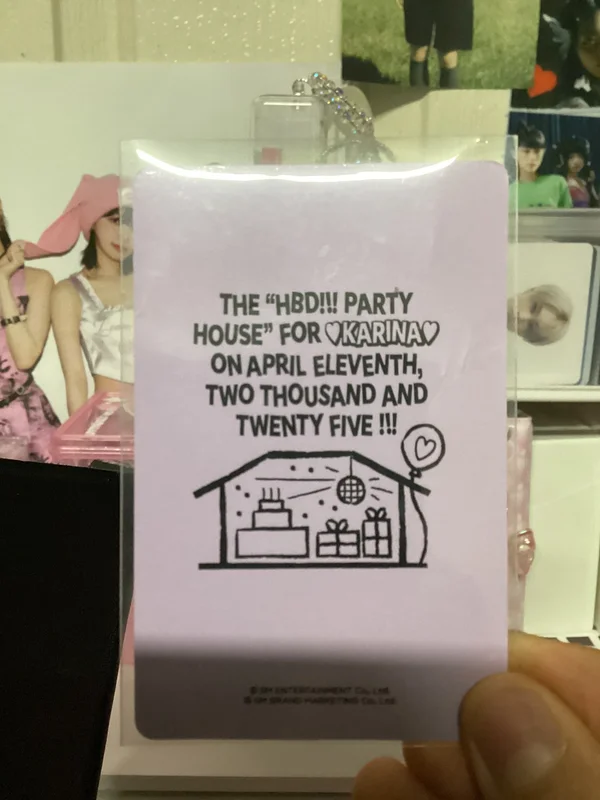 THE "HBD!!! PARTY
HOUSE" FOR ♡KARINA♡
ON APRIL ELEVENTH,
TWO THOUSAND AND
TWENTY FIVE !!!
© SM ENTERTAINMENT Co., Ltd.
© SM BRAND MARKETING Co., Ltd.